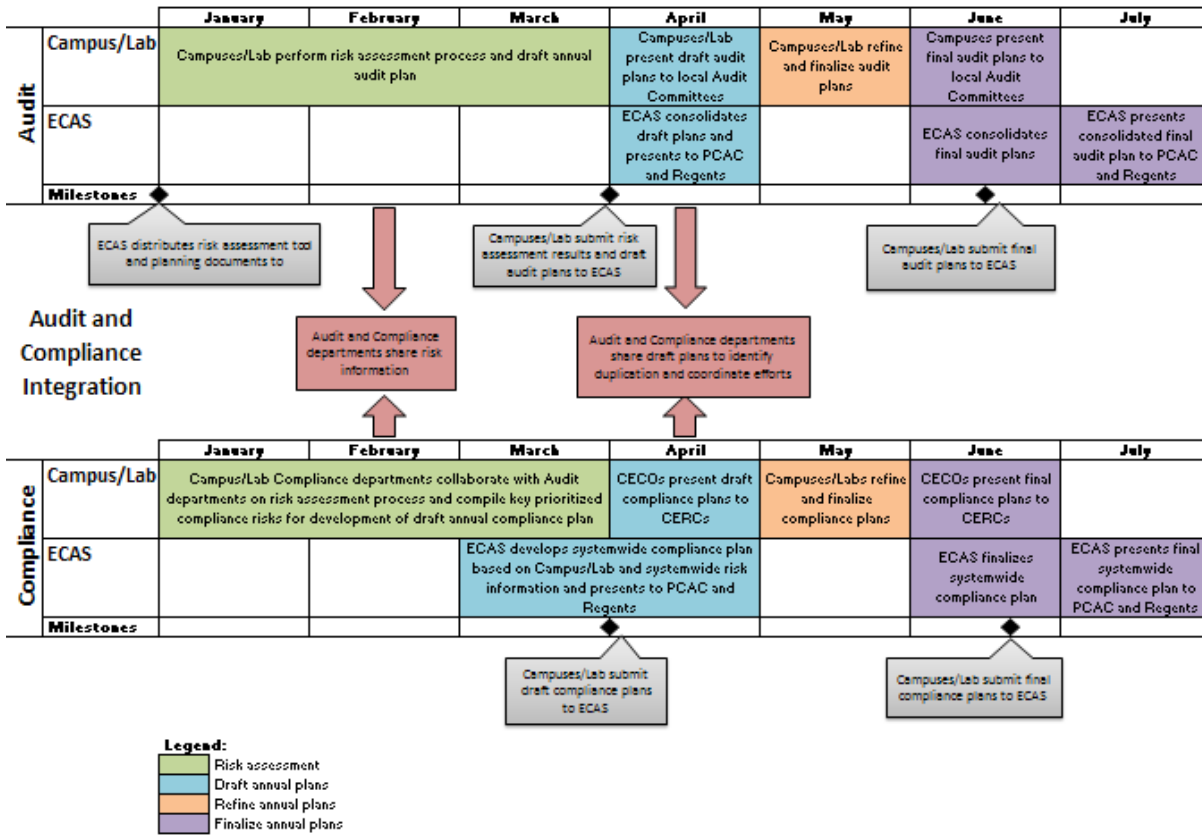 January February March April May June July
Audit
Campus/Lab
Campuses/Lab perform risk assessment process and draft annual
audit plan
Campuses/Lab
present draft audit
plans to local Audit
Committees
Campuses/Lab refine
and finalize audit
plans
Campuses present
final audit plans to
local Audit
Committees
ECAS
ECAS consolidates
draft plans and
presents to PCAC
and Regents
ECAS consolidates
final audit plans
ECAS presents
consolidated final
audit plan to PCAC
and Regents
Milestones
ECAS distributes risk assessment tool
and planning documents to
Campuses/Lab submit risk
assessment results and draft
audit plans to ECAS
Campuses/Lab submit final
audit plans to ECAS
Audit and
Compliance
Integration
Audit and Compliance
departments share risk
information
Audit and Compliance departments
share draft plans to identify
duplication and coordinate efforts
January February March April May June July
Compliance
Campus/Lab
Campus/Lab Compliance departments collaborate with Audit
departments on risk assessment process and compile key prioritized
compliance risks for development of draft annual compliance plan
CECOs present draft
compliance plans to
CERCs
Campuses/Labs refine
and finalize
compliance plans
CECOs present final
compliance plans to
CERCs
ECAS
ECAS develops systemwide compliance plan
based on Campus/Lab and systemwide risk
information and presents to PCAC and
Regents
ECAS finalizes
systemwide
compliance plan
ECAS presents final
systemwide
compliance plan to
PCAC and Regents
Milestones
Campuses/Lab submit
draft compliance plans
to ECAS
Campuses/Lab submit final
compliance plans to ECAS
Legend:
Risk assessment
Draft annual plans
Refine annual plans
Finalize annual plans